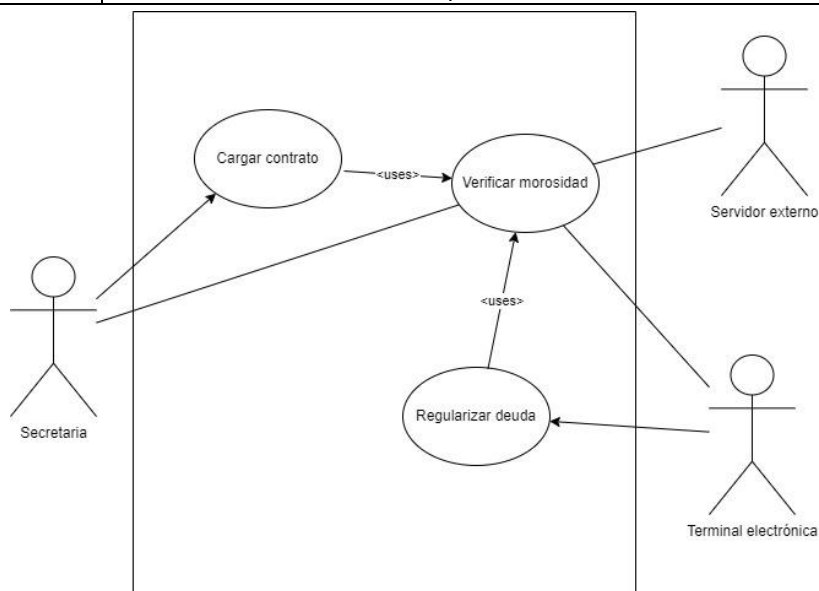 Cargar contrato
<uses>
Verificar morosidad
Servidor externo
<uses>
Regularizar deuda
Secretaria
Terminal electrónica